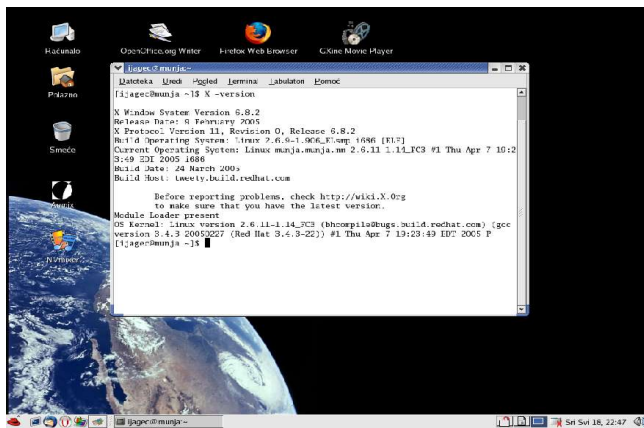 Računalo
OpenOffice.org Writer
Firefox Web Browser
GXine Movie Player
Polazno
Smeće
ijagec@munja:~
Datoteka Uredi Pogled Terminal Jabulatori Pomoć
[ijagec@munja ~]$ X -version
X Window System Version 6.8.2
Release Date: 9 February 2005
X Protocol Version 11, Revision 0, Release 6.8.2
Build Operating System: Linux 2.6.9-1.906_ELsmp i686 [ELF]
Current Operating System: Linux munja.munja.mm 2.6.11 1.14_FC3 #1 Thu Apr 7 19:2
3:49 EDT 2005 i686
Build Date: 24 March 2005
Build Host: tweety.build.redhat.com
Before reporting problems, check http://wiki.X.Org
to make sure that you have the latest version.
Module Loader present
OS Kernel: Linux version 2.6.11-1.14_FC3 (bhcompile@bugs.build.redhat.com) (gcc
version 3.4.3 20050227 (Red Hat 3.4.3-22)) #1 Thu Apr 7 19:23:49 EDT 2005 P
[ijagec@munja ~]$
ijagec@munja:~
Sri Svi 18, 22:47